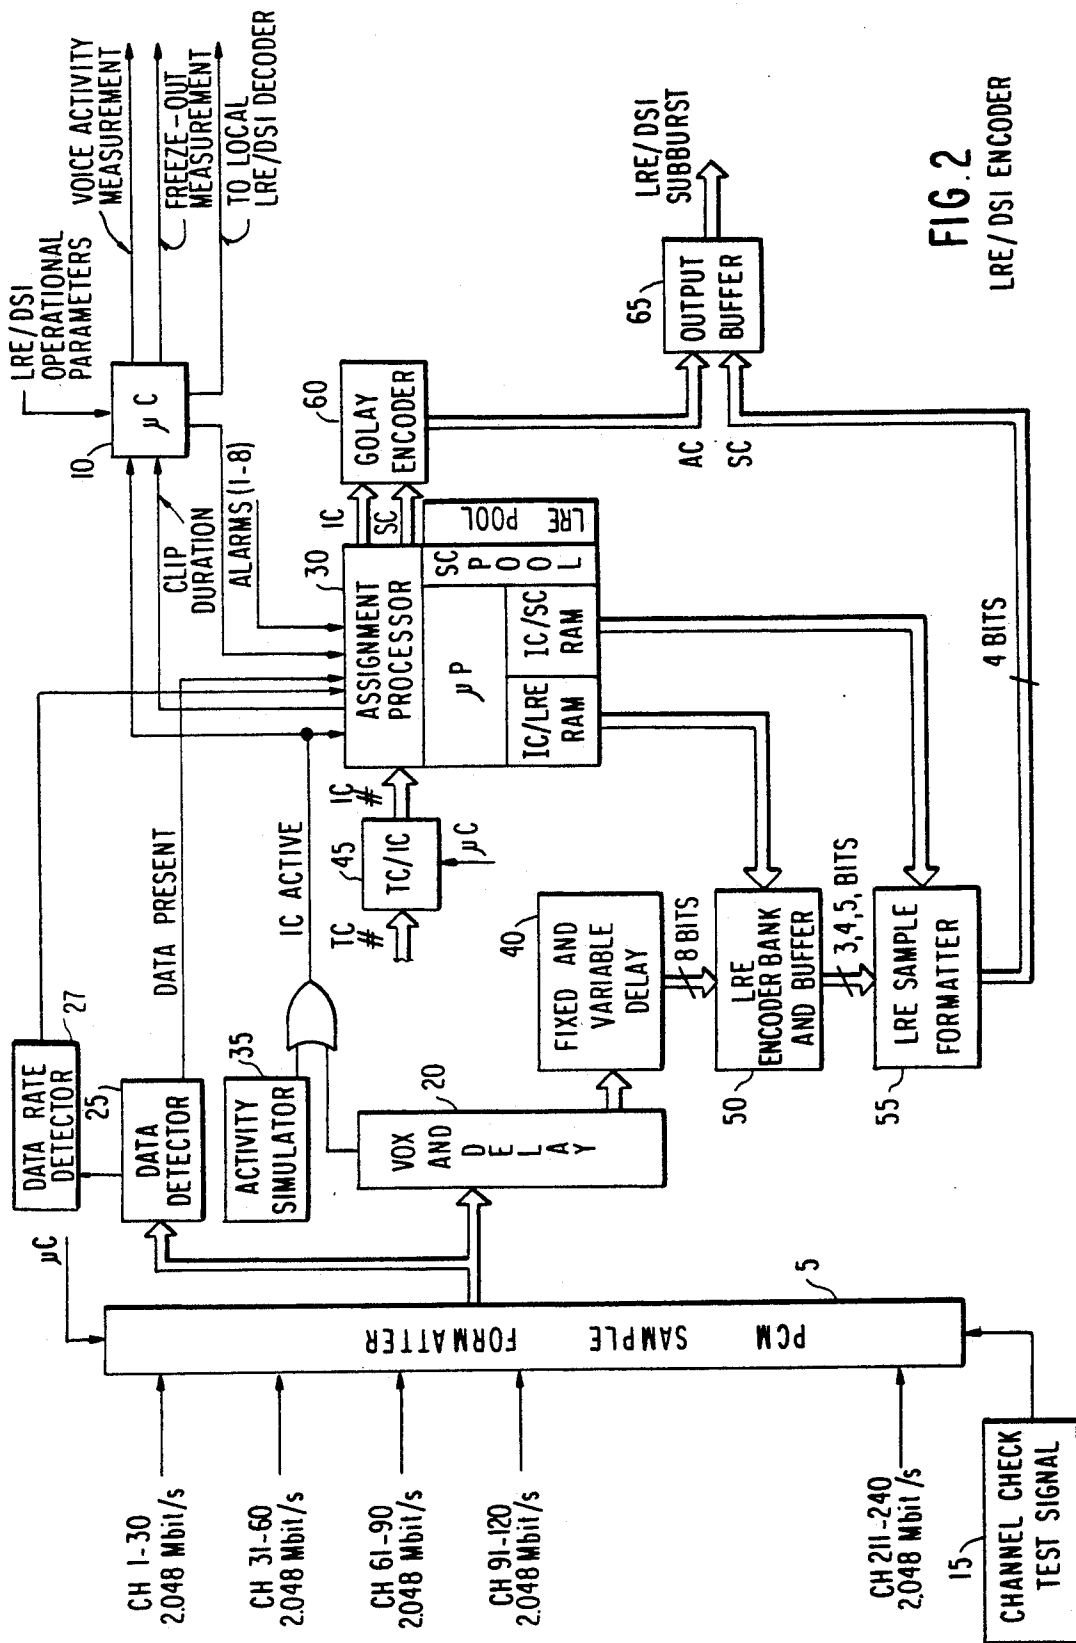 CH 1-30
2.048 Mbit/s
CH 31-60
2.048 Mbit/s
CH 61-90
2.048 Mbit/s
CH 91-120
2.048 Mbit/s
CH 211-240
2.048 Mbit/s
15
CHANNEL CHECK
TEST SIGNAL
μC
PCM SAMPLE FORMATTER
5
DATA RATE
DETECTOR
27
DATA
DETECTOR
25
DATA PRESENT
ACTIVITY
SIMULATOR
35
IC ACTIVE
VOX
AND
DELAY
20
FIXED AND
VARIABLE
DELAY
40
8 BITS
TC
#
TC/IC
45
μC
IC
#
LRE
ENCODER BANK
AND BUFFER
50
3,4,5, BITS
LRE SAMPLE
FORMATTER
55
4 BITS
ASSIGNMENT
PROCESSOR
30
μP
IC/LRE
RAM
IC/SC
RAM
SC
POOL
LRE POOL
IC
SC
GOLAY
ENCODER
60
AC
SC
OUTPUT
BUFFER
65
LRE/DSI
SUBBURST
CLIP
DURATION
ALARMS (1-8)
10
μC
LRE/DSI
OPERATIONAL
PARAMETERS
VOICE ACTIVITY
MEASUREMENT
FREEZE-OUT
MEASUREMENT
TO LOCAL
LRE/DSI DECODER
FIG.2
LRE/DSI ENCODER